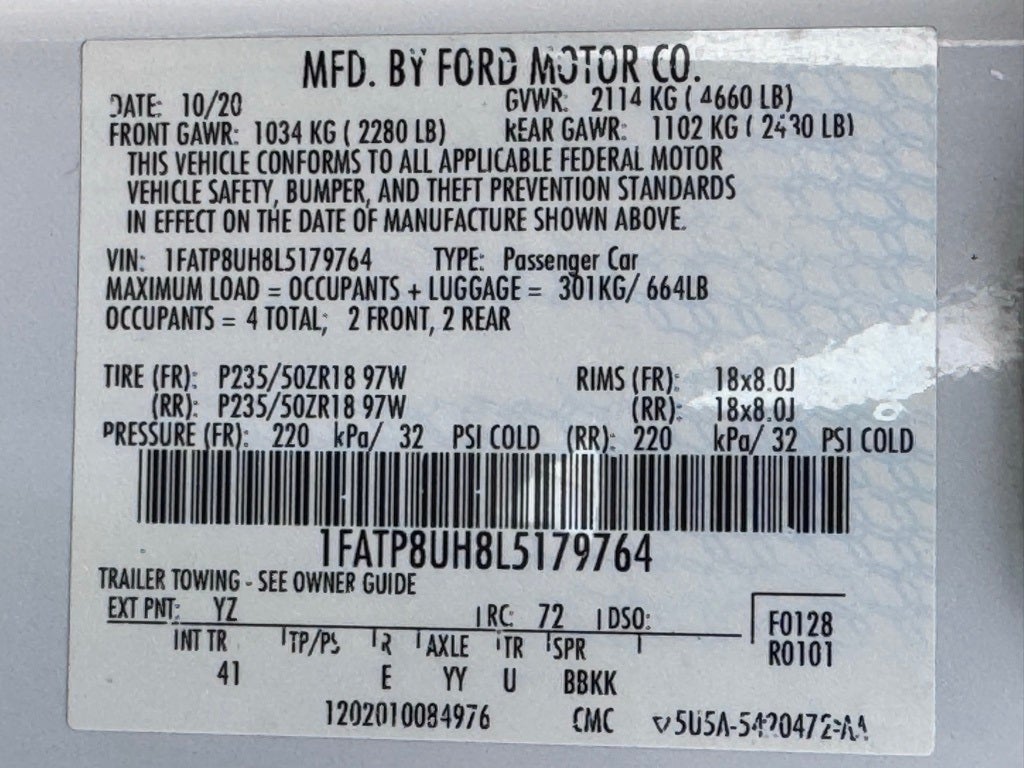 MFD. BY FORD MOTOR CO.
DATE: 10/20 GVWR: 2114 KG ( 4660 LB)
FRONT GAWR: 1034 KG ( 2280 LB) REAR GAWR: 1102 KG ( 2430 LB)
THIS VEHICLE CONFORMS TO ALL APPLICABLE FEDERAL MOTOR
VEHICLE SAFETY, BUMPER, AND THEFT PREVENTION STANDARDS
IN EFFECT ON THE DATE OF MANUFACTURE SHOWN ABOVE.
VIN: 1FATP8UH8L5179764 TYPE: Passenger Car
MAXIMUM LOAD = OCCUPANTS + LUGGAGE = 301KG/ 664LB
OCCUPANTS = 4 TOTAL; 2 FRONT, 2 REAR
TIRE (FR): P235/50ZR18 97W RIMS (FR): 18x8.0J
(RR): P235/50ZR18 97W (RR): 18x8.0J
PRESSURE (FR): 220 kPa/ 32 PSI COLD (RR): 220 kPa/ 32 PSI COLD
1FATP8UH8L5179764
TRAILER TOWING - SEE OWNER GUIDE
EXT PNT: YZ RC: 72 DSO: F0128
INT TR TP/PS R AXLE TR SPR R0101
41 E YY U BBKK
1202010084976 CMC